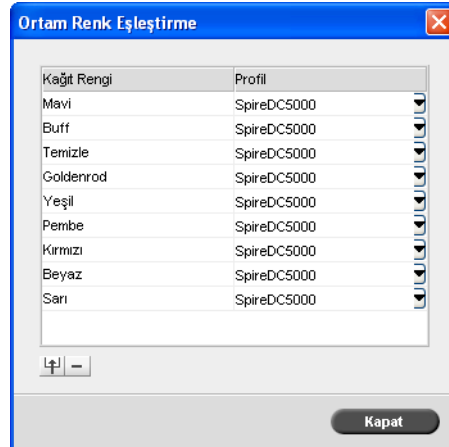 Ortam Renk Eşleştirme
Kağıt Rengi Profil
Mavi SpireDC5000
Buff SpireDC5000
Temizle SpireDC5000
Goldenrod SpireDC5000
Yeşil SpireDC5000
Pembe SpireDC5000
Kırmızı SpireDC5000
Beyaz SpireDC5000
Sarı SpireDC5000
Kapat